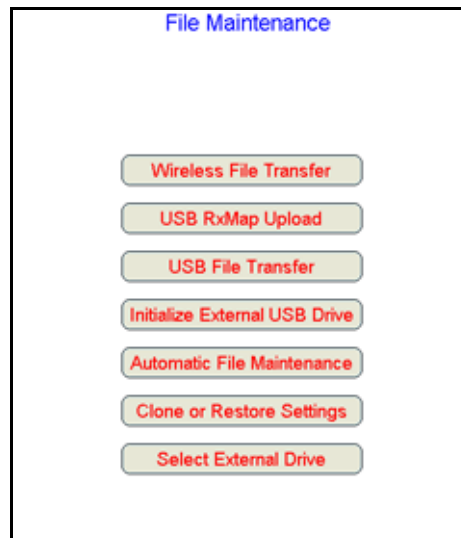 File Maintenance
Wireless File Transfer
USB RxMap Upload
USB File Transfer
Initialize External USB Drive
Automatic File Maintenance
Clone or Restore Settings
Select External Drive